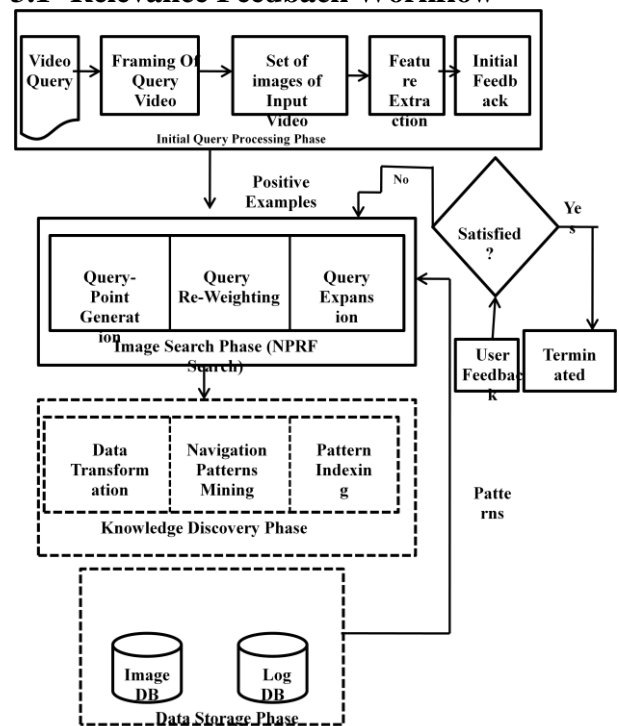 3.1 Relevance Feedback Workflow
Video
Query
Framing Of
Query
Video
Set of
images of
Input
Video
Featu
re
Extra
ction
Initial
Feedb
ack
Initial Query Processing Phase
Positive
Examples
No
Satisfied
?
Ye
s
Query-
Point
Generat
ion
Query
Re-Weighting
Query
Expans
ion
Image Search Phase (NPRF
Search)
User
Feedbac
k
Termin
ated
Data
Transform
ation
Navigation
Patterns
Mining
Pattern
Indexin
g
Knowledge Discovery Phase
Patte
rns
Image
DB
Log
DB
Data Storage Phase